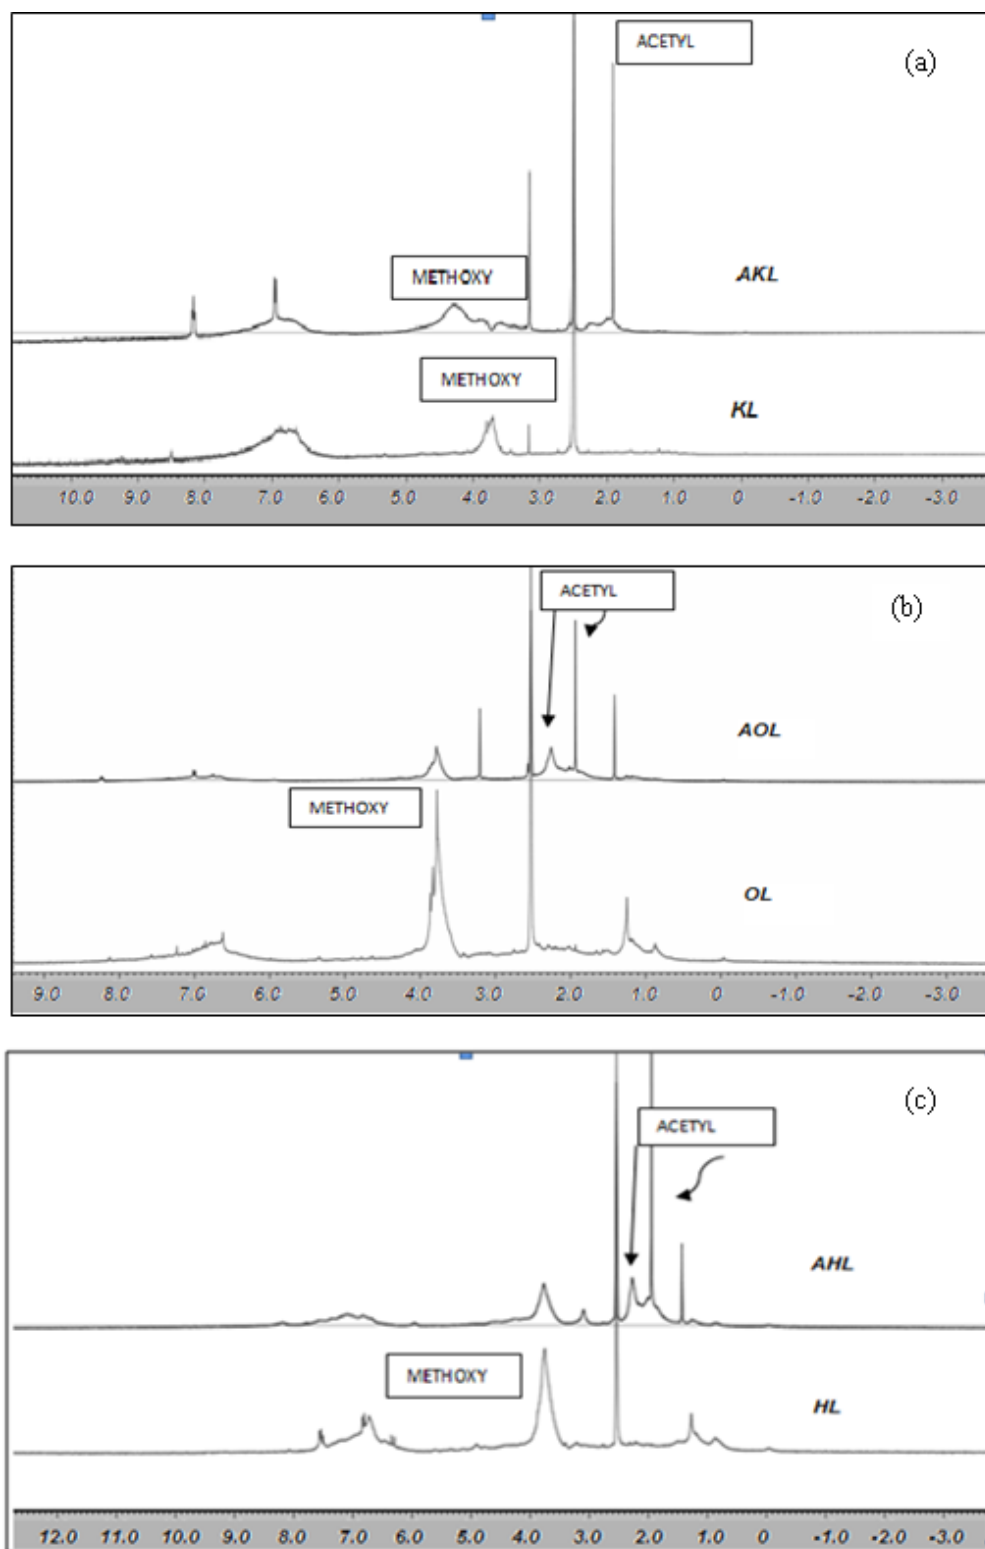 ACETYL
(a)
METHOXY
AKL
METHOXY
KL
10.0 9.0 8.0 7.0 6.0 5.0 4.0 3.0 2.0 1.0 0 -1.0 -2.0 -3.0
ACETYL
(b)
AOL
METHOXY
OL
9.0 8.0 7.0 6.0 5.0 4.0 3.0 2.0 1.0 0 -1.0 -2.0 -3.0
(c)
ACETYL
AHL
METHOXY
HL
12.0 11.0 10.0 9.0 8.0 7.0 6.0 5.0 4.0 3.0 2.0 1.0 0 -1.0 -2.0 -3.0